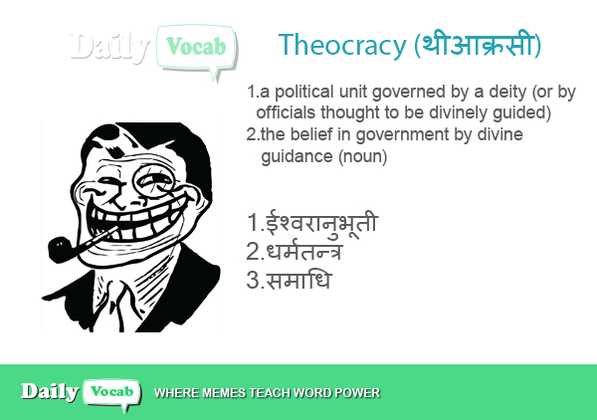 Daily Vocab
Theocracy (थीआक्रसी)
1.a political unit governed by a deity (or by
officials thought to be divinely guided)
2.the belief in government by divine
guidance (noun)
1.ईश्वरानुभूती
2.धर्मतन्त्र
3.समाधि
Daily Vocab WHERE MEMES TEACH WORD POWER